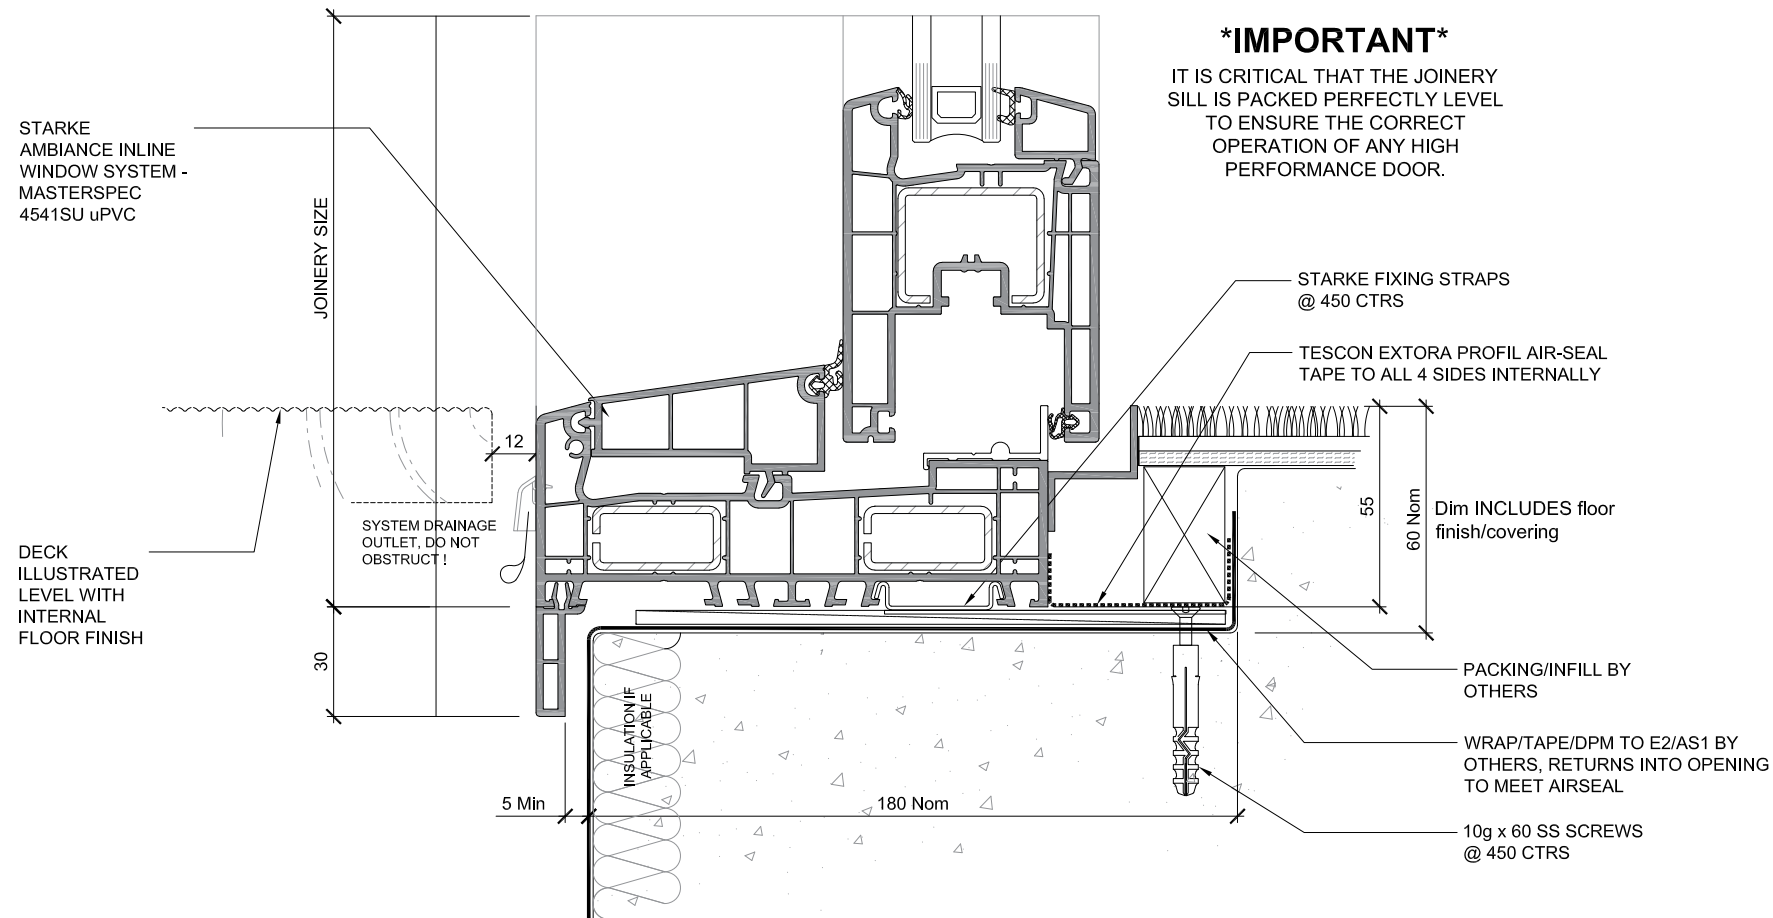 *IMPORTANT*
IT IS CRITICAL THAT THE JOINERY
SILL IS PACKED PERFECTLY LEVEL
TO ENSURE THE CORRECT
OPERATION OF ANY HIGH
PERFORMANCE DOOR.
STARKE
AMBIANCE INLINE
WINDOW SYSTEM -
MASTERSPEC
4541SU uPVC
JOINERY SIZE
STARKE FIXING STRAPS
@ 450 CTRS
TESCON EXTORA PROFIL AIR-SEAL
TAPE TO ALL 4 SIDES INTERNALLY
12
SYSTEM DRAINAGE
OUTLET, DO NOT
OBSTRUCT !
55
60 Nom
Dim INCLUDES floor
finish/covering
DECK
ILLUSTRATED
LEVEL WITH
INTERNAL
FLOOR FINISH
30
INSULATION IF
APPLICABLE
PACKING/INFILL BY
OTHERS
WRAP/TAPE/DPM TO E2/AS1 BY
OTHERS, RETURNS INTO OPENING
TO MEET AIRSEAL
5 Min
180 Nom
10g x 60 SS SCREWS
@ 450 CTRS